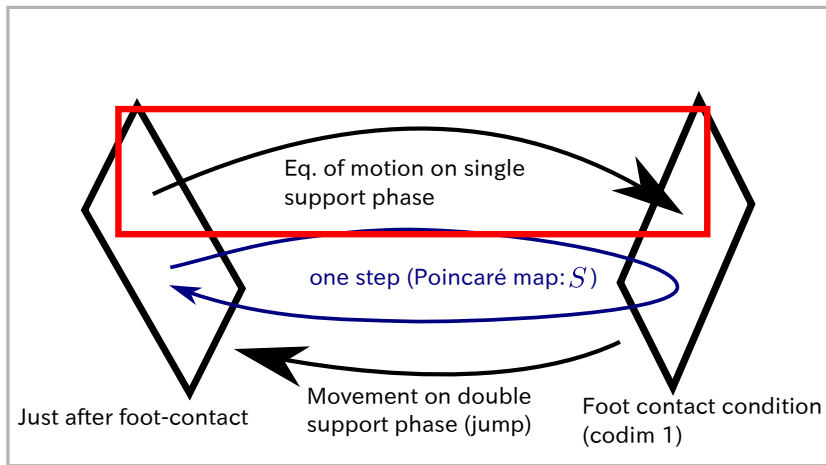 Eq. of motion on single
support phase
one step (Poincaré map: S)
Movement on double
support phase (jump)
Just after foot-contact
Foot contact condition
(codim 1)